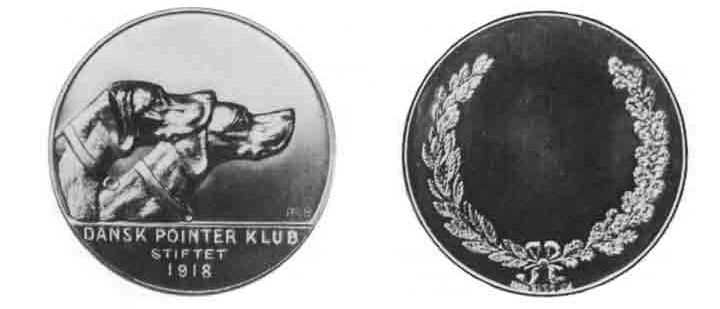 DANSK POINTER KLUB
STIFTET
1918